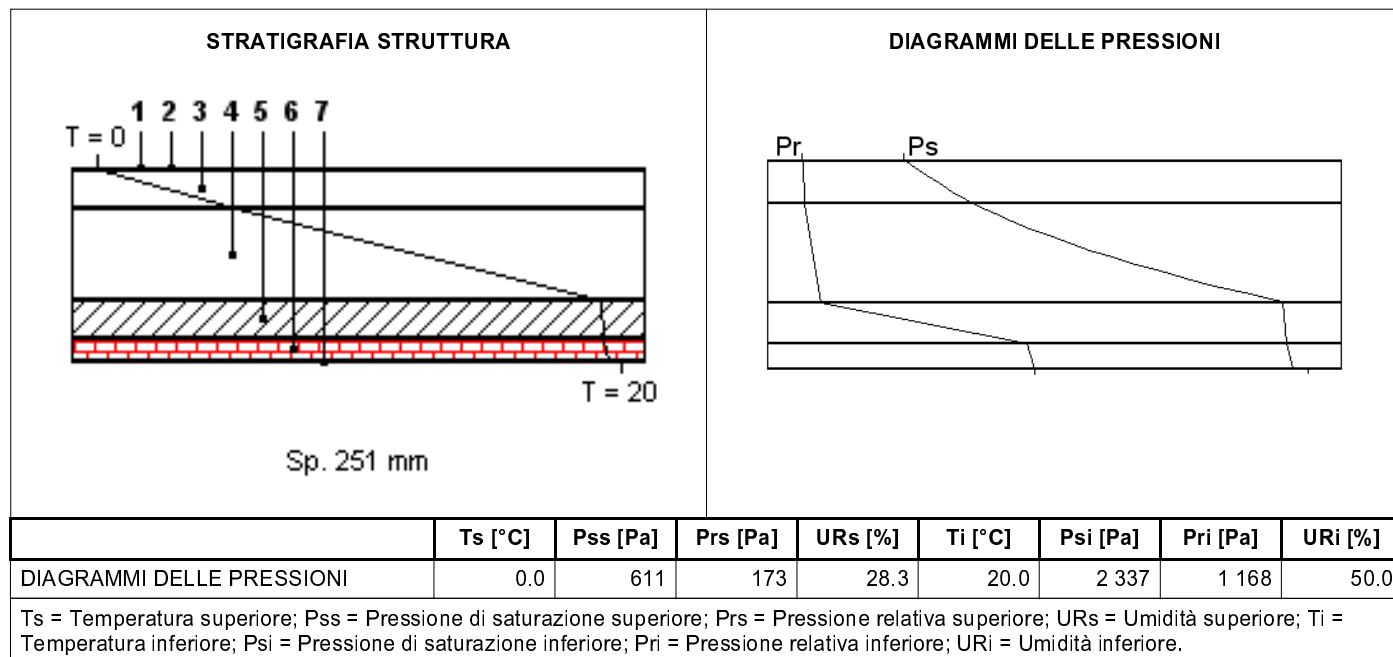 STRATIGRAFIA STRUTTURA
1 2 3 4 5 6 7
T = 0
T = 20
Sp. 251 mm
DIAGRAMMI DELLE PRESSIONI
Pr Ps
Ts [°C] Pss [Pa] Prs [Pa] URs [%] Ti [°C] Psi [Pa] Pri [Pa] URi [%]
DIAGRAMMI DELLE PRESSIONI 0.0 611 173 28.3 20.0 2 337 1 168 50.0
Ts = Temperatura superiore; Pss = Pressione di saturazione superiore; Prs = Pressione relativa superiore; URs = Umidità superiore; Ti =
Temperatura inferiore; Psi = Pressione di saturazione inferiore; Pri = Pressione relativa inferiore; URi = Umidità inferiore.